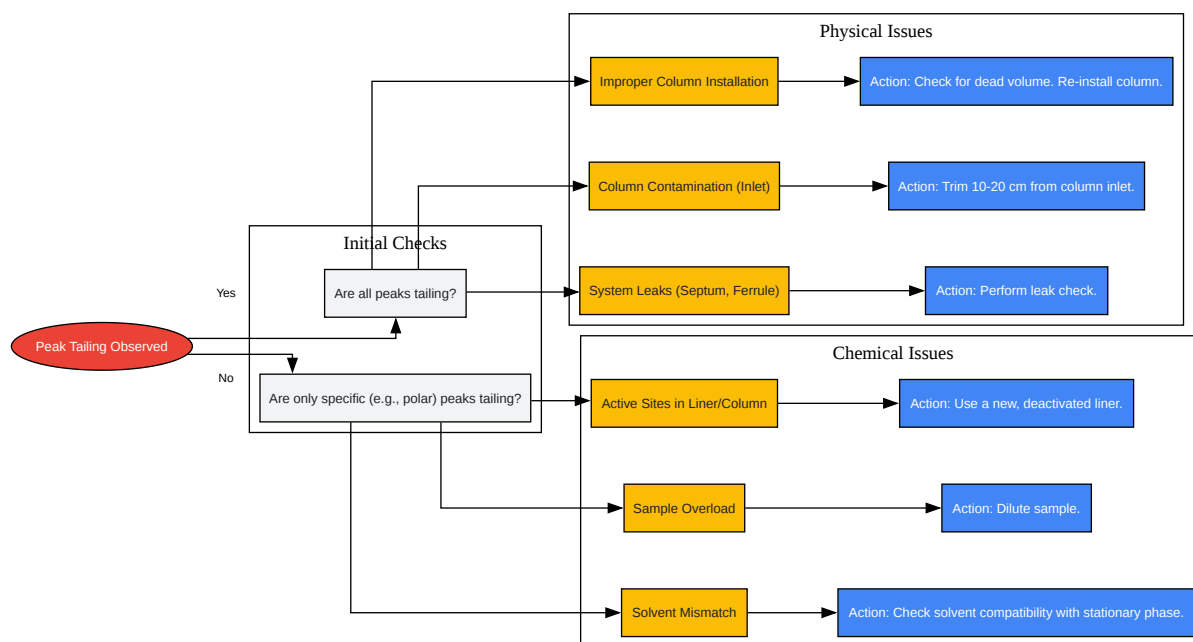 Physical Issues
Improper Column Installation
Action: Check for dead volume. Re-install column.
Column Contamination (Inlet)
Action: Trim 10-20 cm from column inlet.
Initial Checks
Are all peaks tailing?
System Leaks (Septum, Ferrule)
Action: Perform leak check.
Yes
Peak Tailing Observed
No
Are only specific (e.g., polar) peaks tailing?
Chemical Issues
Active Sites in Liner/Column
Action: Use a new, deactivated liner.
Sample Overload
Action: Dilute sample.
Solvent Mismatch
Action: Check solvent compatibility with stationary phase.